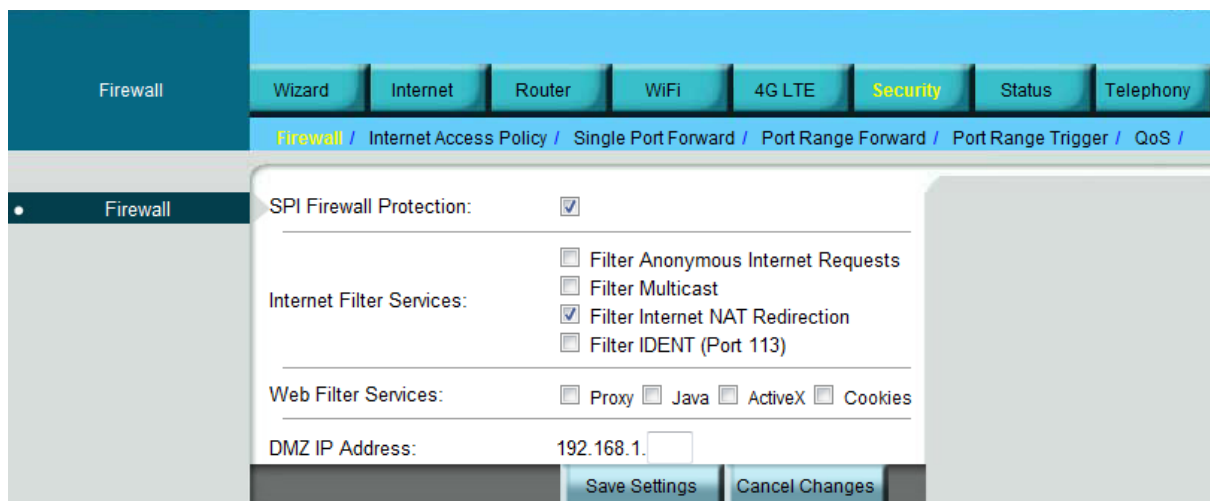 Firewall
Wizard Internet Router WiFi 4G LTE Security Status Telephony
Firewall / Internet Access Policy / Single Port Forward / Port Range Forward / Port Range Trigger / QoS /
Firewall
SPI Firewall Protection:
Internet Filter Services:
Filter Anonymous Internet Requests
Filter Multicast
Filter Internet NAT Redirection
Filter IDENT (Port 113)
Web Filter Services: Proxy Java ActiveX Cookies
DMZ IP Address: 192.168.1.
Save Settings Cancel Changes